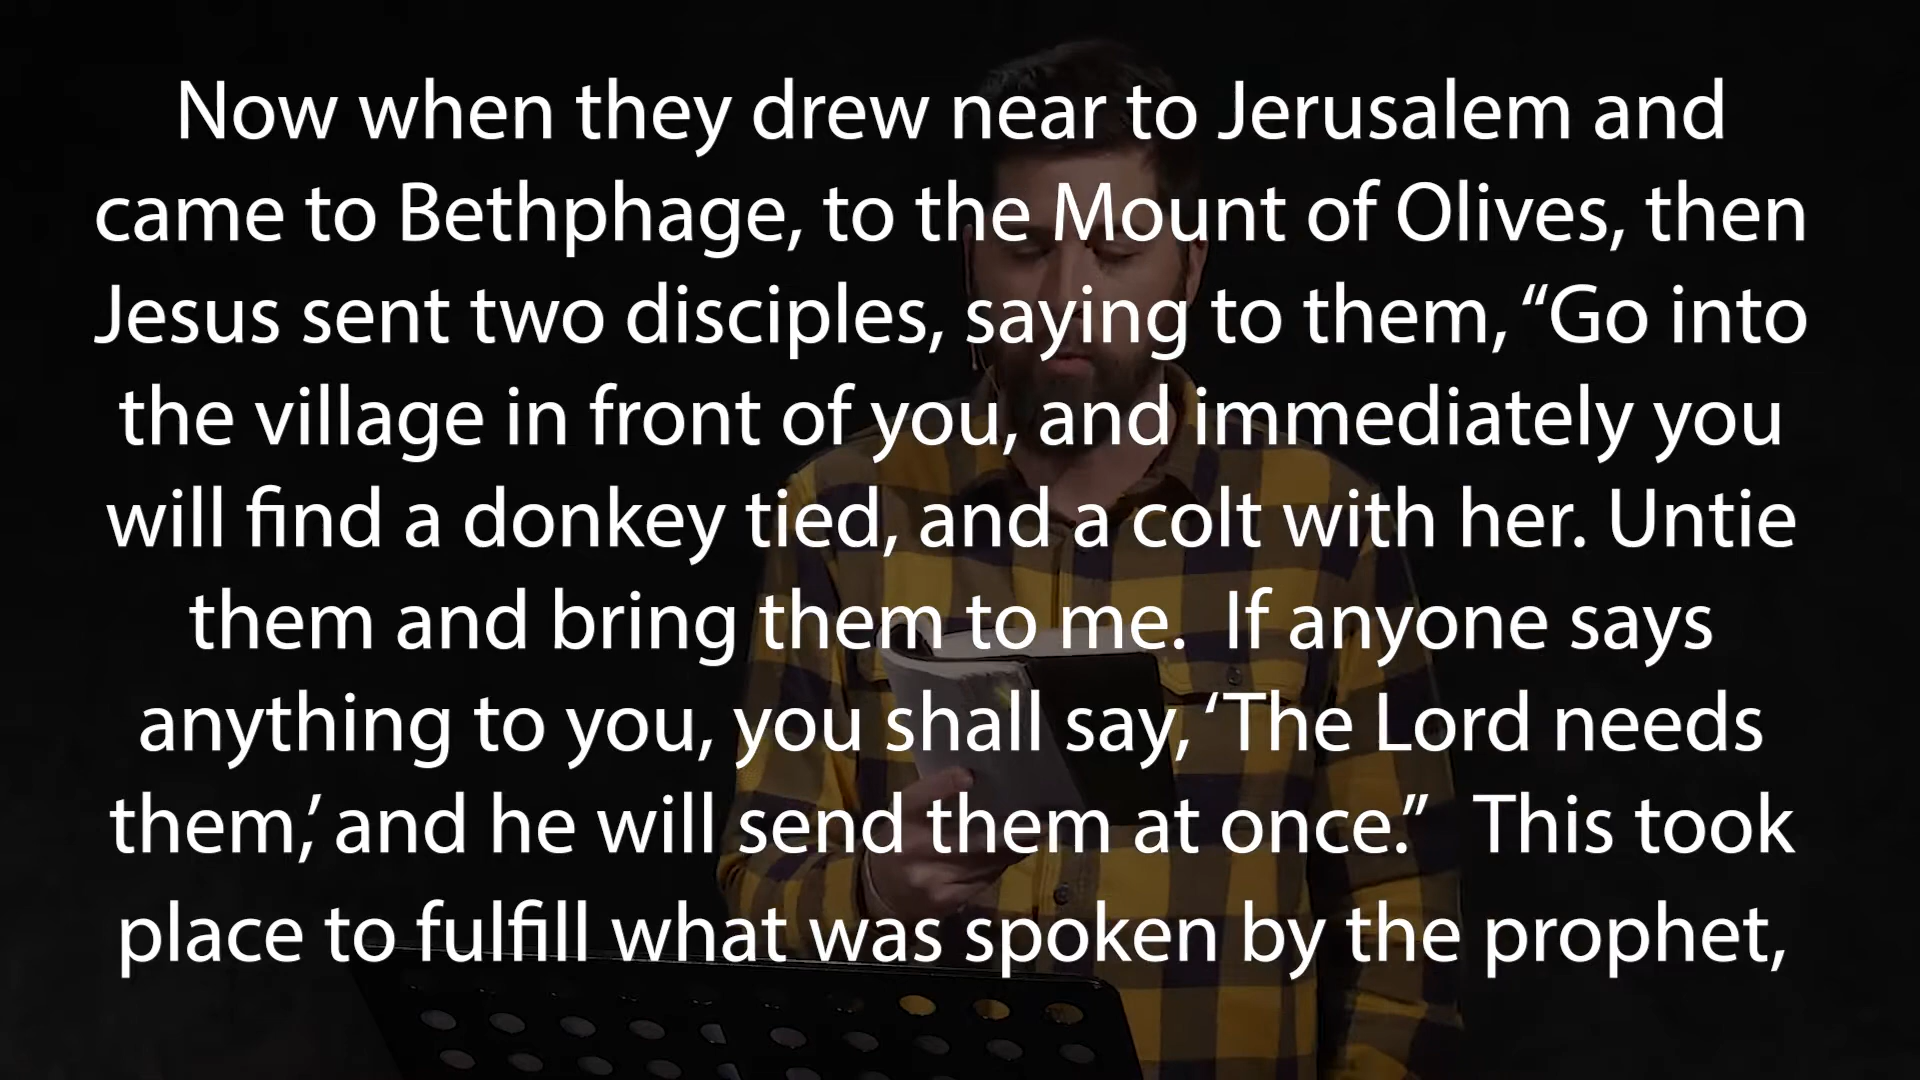 Now when they drew near to Jerusalem and
came to Bethphage, to the Mount of Olives, then
Jesus sent two disciples, saying to them, “Go into
the village in front of you, and immediately you
will find a donkey tied, and a colt with her. Untie
them and bring them to me.  If anyone says
anything to you, you shall say, ‘The Lord needs
them,’ and he will send them at once.”  This took
place to fulfill what was spoken by the prophet,